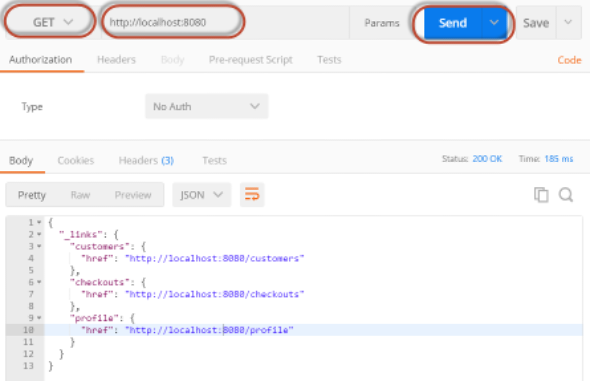 GET http://localhost:8080 Params Send Save
Authorization Headers Body Pre-request Script Tests Code
Type No Auth
Body Cookies Headers (3) Tests Status: 200 OK Time: 185 ms
Pretty Raw Preview JSON
1 {
2 "_links": {
3 "customers": {
4 "href": "http://localhost:8080/customers"
5 },
6 "checkouts": {
7 "href": "http://localhost:8080/checkouts"
8 },
9 "profile": {
10 "href": "http://localhost:8080/profile"
11 }
12 }
13 }